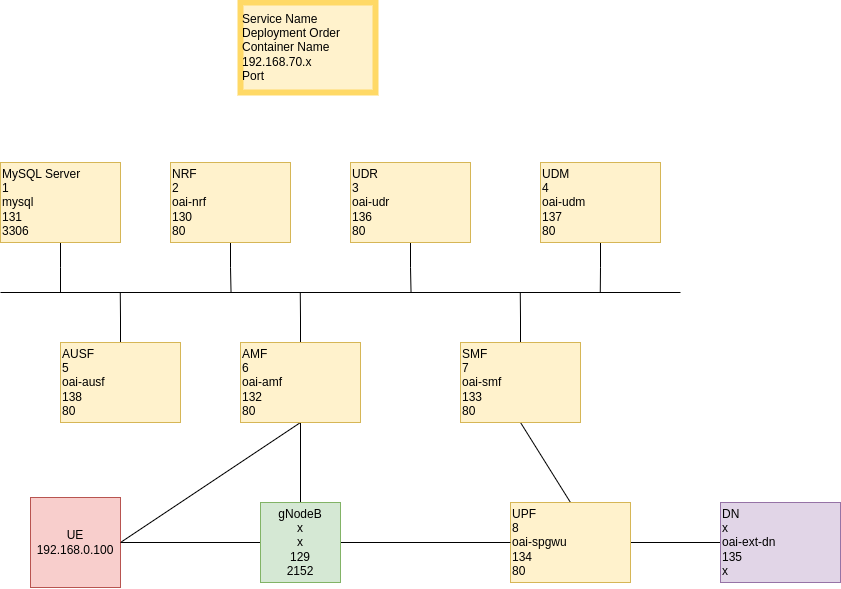 Service Name
Deployment Order
Container Name
192.168.70.x
Port
MySQL Server
1
mysql
131
3306
NRF
2
oai-nrf
130
80
UDR
3
oai-udr
136
80
UDM
4
oai-udm
137
80
AUSF
5
oai-ausf
138
80
AMF
6
oai-amf
132
80
SMF
7
oai-smf
133
80
UE
192.168.0.100
gNodeB
x
x
129
2152
UPF
8
oai-spgwu
134
80
DN
x
oai-ext-dn
135
x